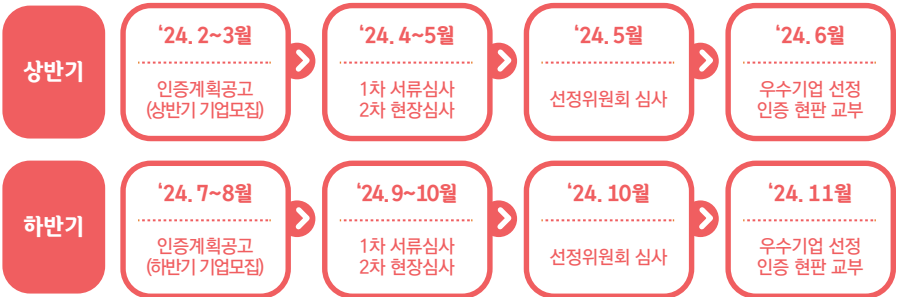 상반기
‘24. 2~3월
인증계획공고
(상반기 기업모집)
‘24. 4~5월
1차 서류심사
2차 현장심사
‘24. 5월
선정위원회 심사
‘24. 6월
우수기업 선정
인증 현판 교부
하반기
‘24. 7~8월
인증계획공고
(하반기 기업모집)
‘24. 9~10월
1차 서류심사
2차 현장심사
‘24. 10월
선정위원회 심사
‘24. 11월
우수기업 선정
인증 현판 교부